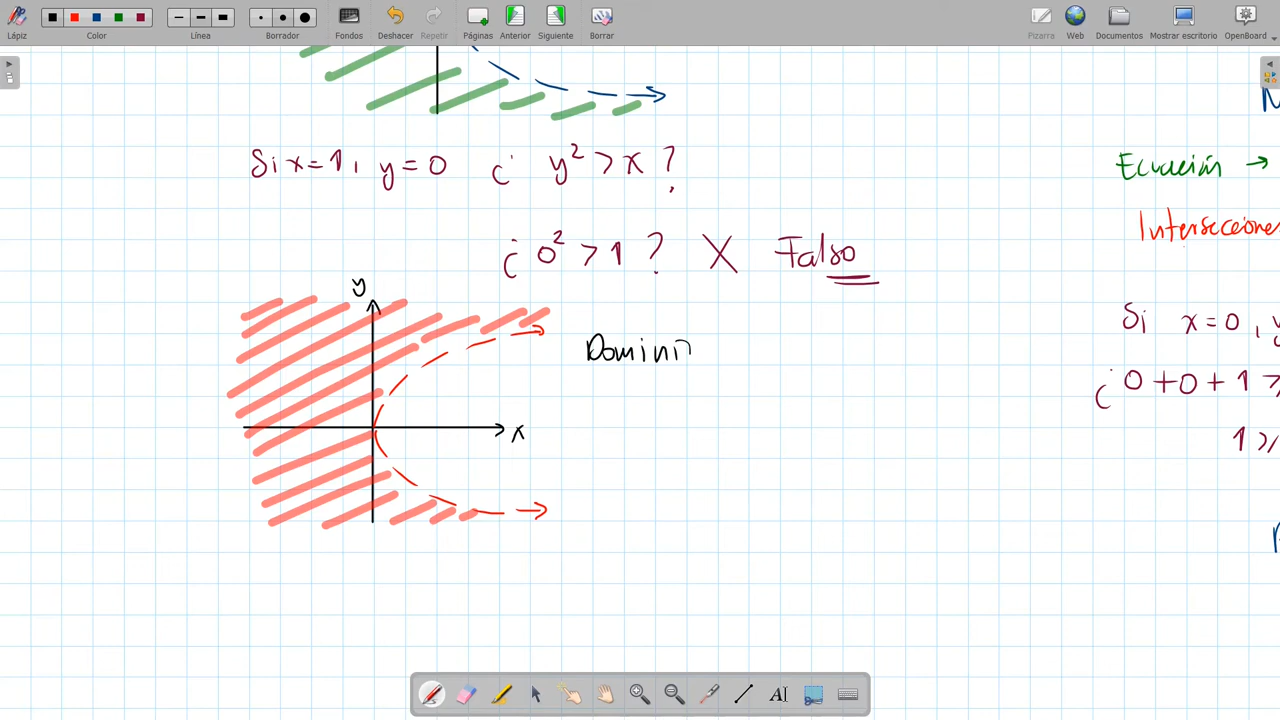 Lápiz Color Línea Borrador Fondos Deshacer Repetir Páginas Anterior Siguiente Borrar Pizarra Web Documentos Mostrar escritorio OpenBoard
Si x=1, y=0 ¿ y² > x ?
¿ 0² > 1 ? X Falso
y
Domini
x
Ecuación →
Intersecciones
Si x=0,
¿ 0+0+1 >
1 ≥